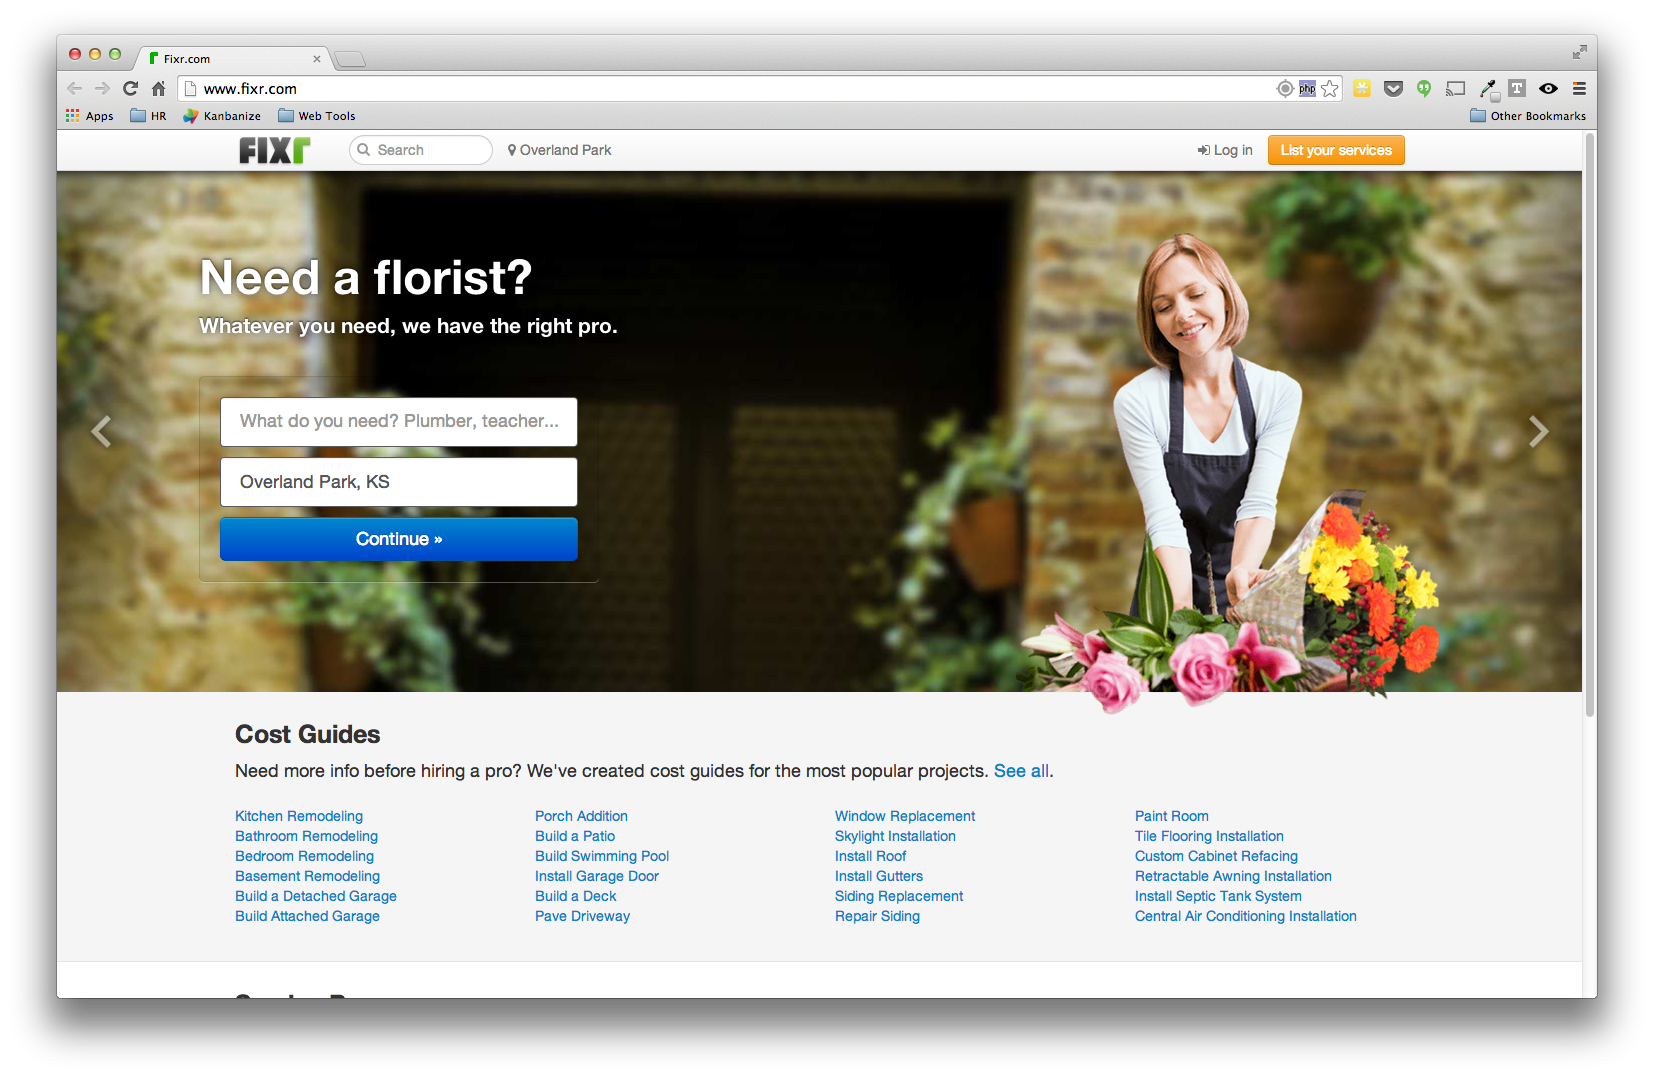 Fixr.com
www.fixr.com
php
T
Apps HR Kanbanize Web Tools Other Bookmarks
FIXr Search Overland Park Log in List your services
Need a florist?
Whatever you need, we have the right pro.
What do you need? Plumber, teacher...
Overland Park, KS
Continue »
Cost Guides
Need more info before hiring a pro? We've created cost guides for the most popular projects. See all.
Kitchen Remodeling Porch Addition Window Replacement Paint Room
Bathroom Remodeling Build a Patio Skylight Installation Tile Flooring Installation
Bedroom Remodeling Build Swimming Pool Install Roof Custom Cabinet Refacing
Basement Remodeling Install Garage Door Install Gutters Retractable Awning Installation
Build a Detached Garage Build a Deck Siding Replacement Install Septic Tank System
Build Attached Garage Pave Driveway Repair Siding Central Air Conditioning Installation